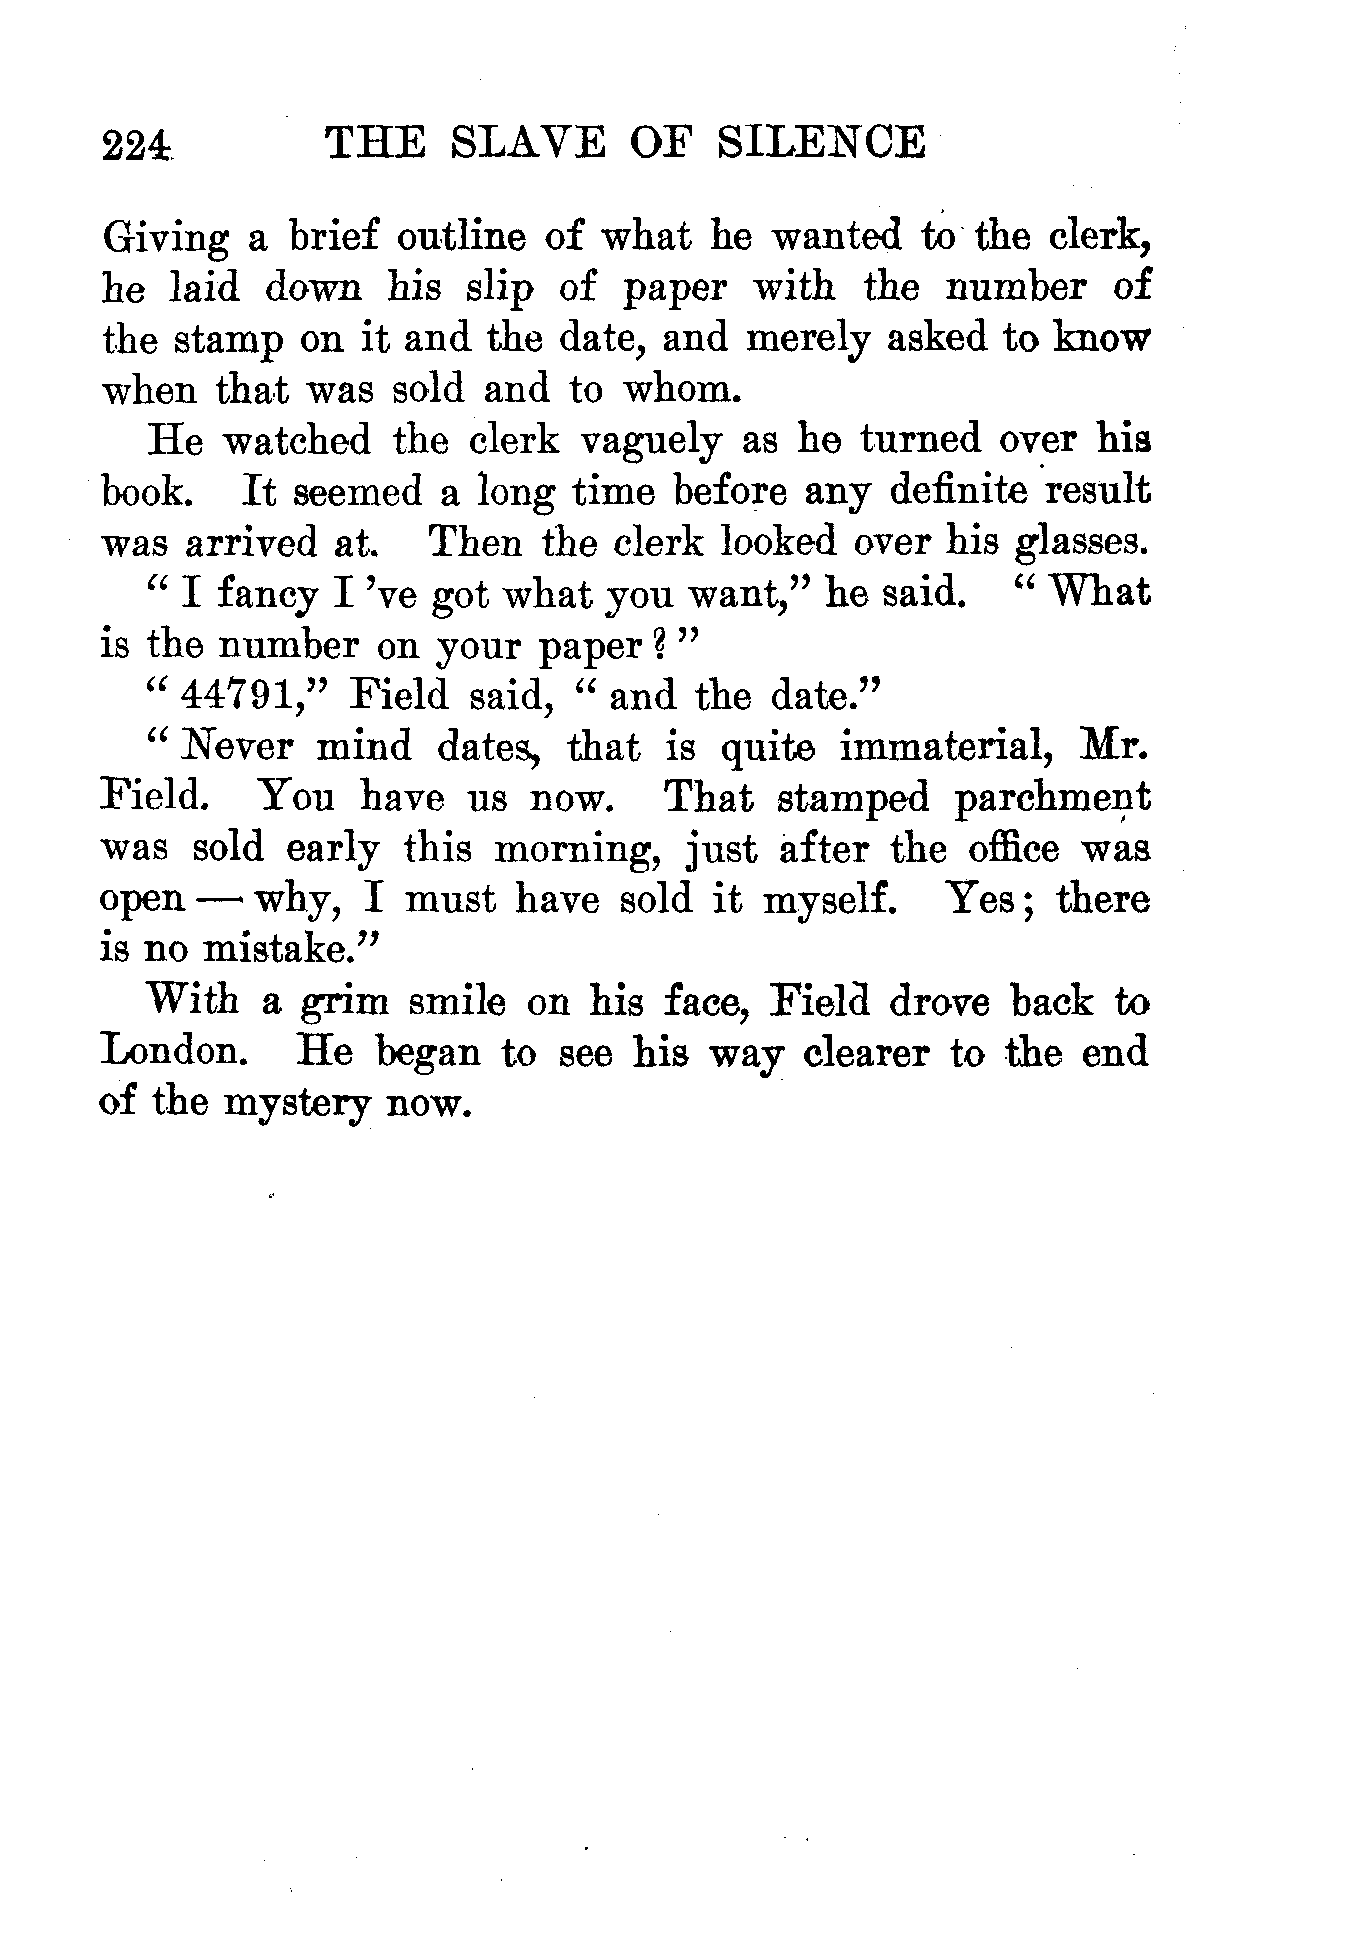 224 THE SLAVE OF SILENCE
Giving a brief outline of what he wanted to the clerk,
he laid down his slip of paper with the number of
the stamp on it and the date, and merely asked to know
when that was sold and to whom.
He watched the clerk vaguely as he turned over his
book. It seemed a long time before any definite result
was arrived at. Then the clerk looked over his glasses.
“ I fancy I ’ve got what you want,” he said. “ What
is the number on your paper ? ”
“ 44791,” Field said, “ and the date.”
“ Never mind dates, that is quite immaterial, Mr.
Field. You have us now. That stamped parchment
was sold early this morning, just after the office was
open — why, I must have sold it myself. Yes ; there
is no mistake.”
With a grim smile on his face, Field drove back to
London. He began to see his way clearer to the end
of the mystery now.